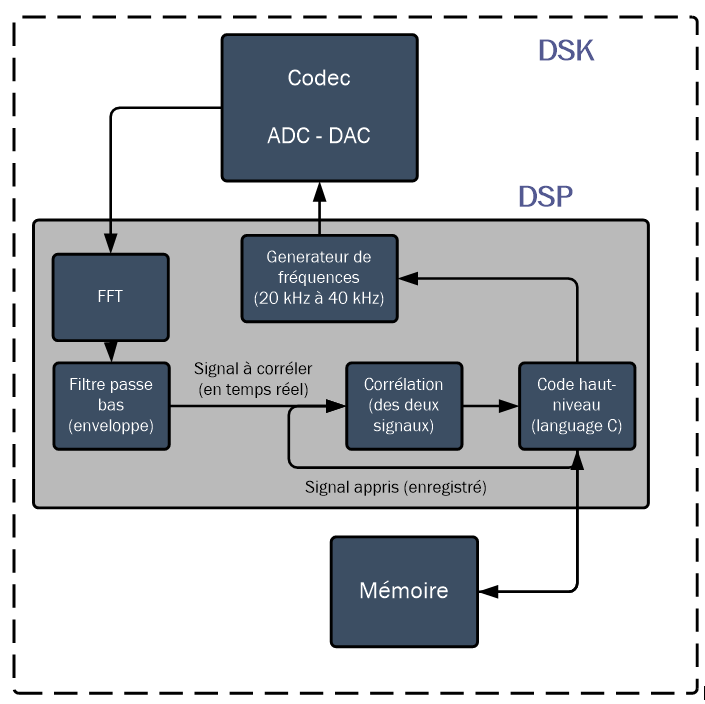 DSK
Codec
ADC - DAC
DSP
Generateur de
fréquences
(20 kHz à 40 kHz)
FFT
Signal à corréler
(en temps réel)
Filtre passe
bas
(enveloppe)
Corrélation
(des deux
signaux)
Code haut-
niveau
(language C)
Signal appris (enregistré)
Mémoire